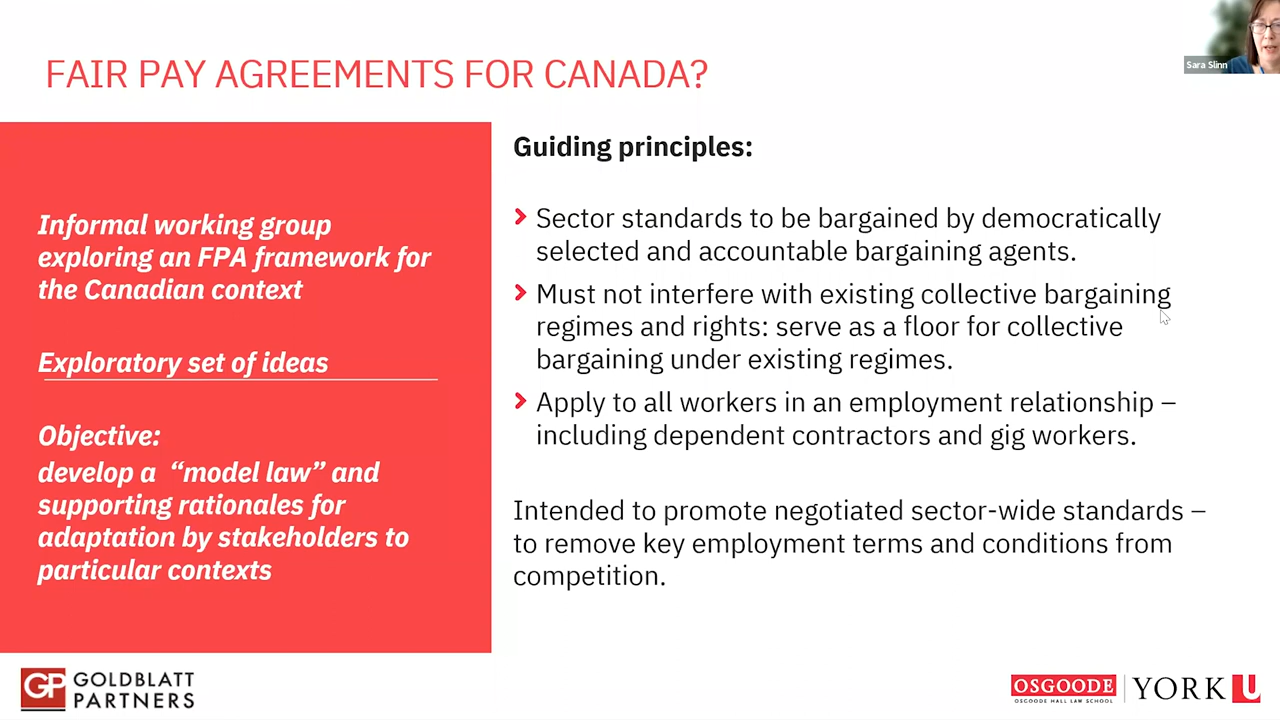 Sara Slinn
FAIR PAY AGREEMENTS FOR CANADA?
Informal working group
exploring an FPA framework for
the Canadian context
Exploratory set of ideas
Objective:
develop a “model law” and
supporting rationales for
adaptation by stakeholders to
particular contexts
Guiding principles:
Sector standards to be bargained by democratically
selected and accountable bargaining agents.
Must not interfere with existing collective bargaining
regimes and rights: serve as a floor for collective
bargaining under existing regimes.
Apply to all workers in an employment relationship –
including dependent contractors and gig workers.
Intended to promote negotiated sector-wide standards –
to remove key employment terms and conditions from
competition.
GP GOLDBLATT
PARTNERS
OSGOODE
OSGOODE HALL LAW SCHOOL
YORK U